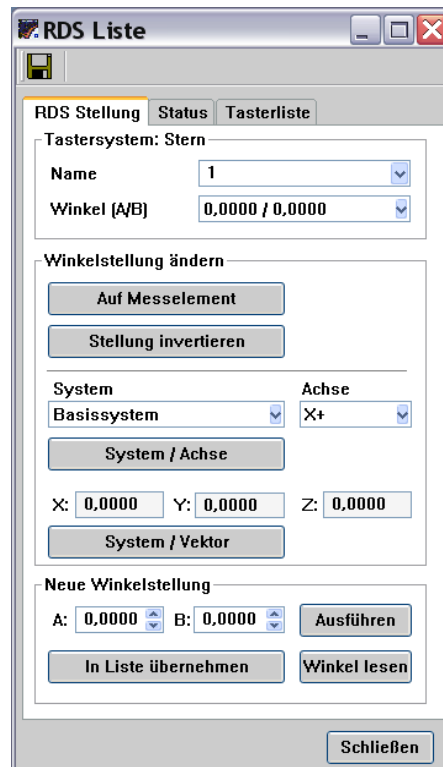 RDS Liste
RDS Stellung Status Tasterliste
Tastersystem: Stern
Name 1
Winkel (A/B) 0,0000 / 0,0000
Winkelstellung ändern
Auf Messelement
Stellung invertieren
System Achse
Basissystem X+
System / Achse
X: 0,0000 Y: 0,0000 Z: 0,0000
System / Vektor
Neue Winkelstellung
A: 0,0000 B: 0,0000 Ausführen
In Liste übernehmen Winkel lesen
Schließen